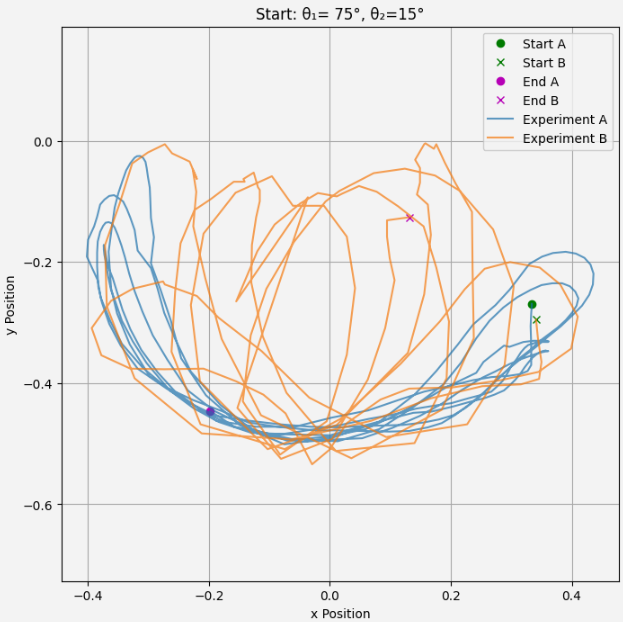 Start: θ₁= 75°, θ₂=15°
Start A
Start B
End A
End B
Experiment A
Experiment B
y Position
0.0
−0.2
−0.4
−0.6
−0.4
−0.2
0.0
0.2
0.4
x Position